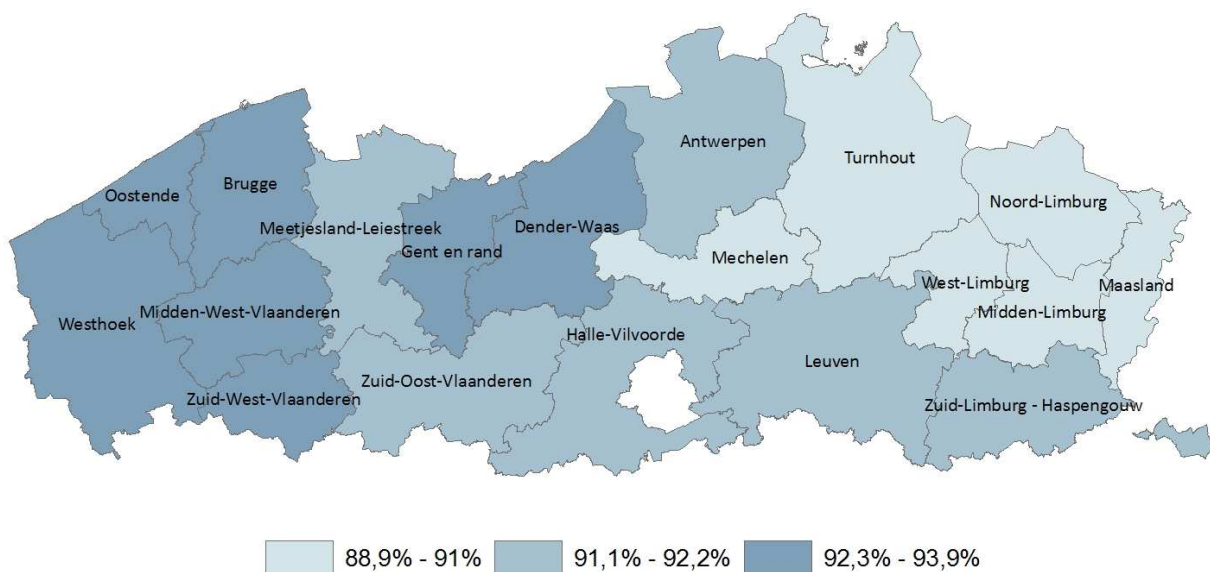 Antwerpen
Turnhout
Oostende
Brugge
Noord-Limburg
Meetjesland-Leiestreek
Dender-Waas
Gent en rand
Mechelen
West-Limburg
Maasland
Westhoek
Midden-West-Vlaanderen
Midden-Limburg
Halle-Vilvoorde
Leuven
Zuid-Oost-Vlaanderen
Zuid-West-Vlaanderen
Zuid-Limburg - Haspengouw
88,9% - 91%
91,1% - 92,2%
92,3% - 93,9%